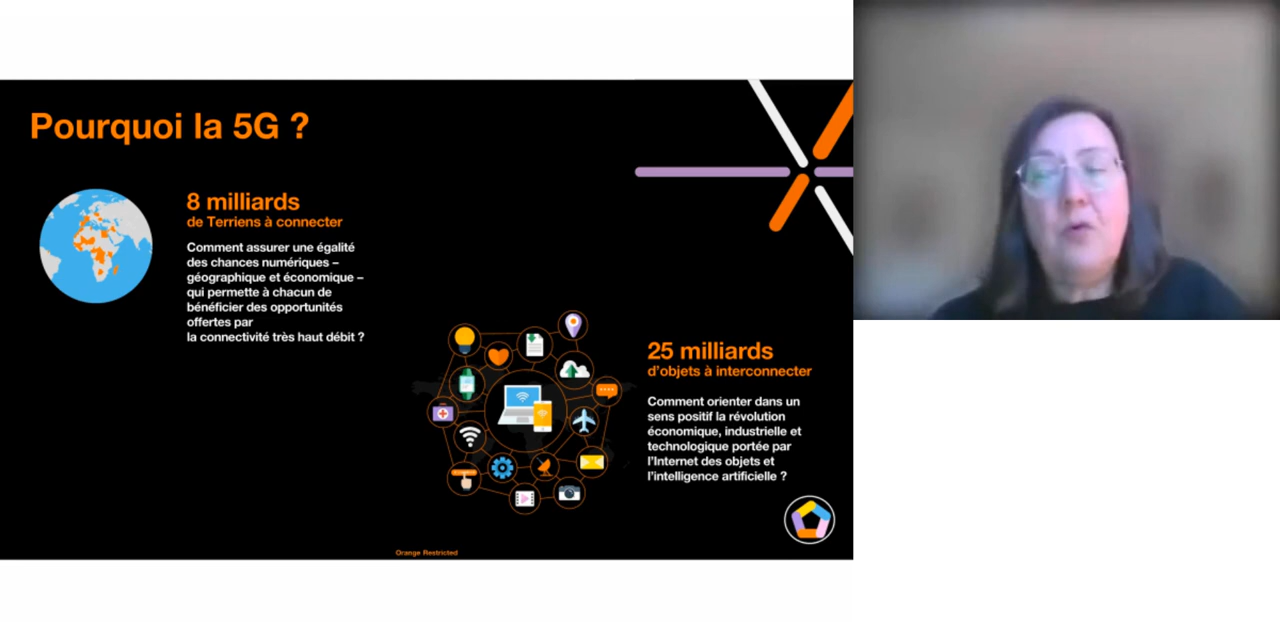 Pourquoi la 5G ?
8 milliards
de Terriens à connecter
Comment assurer une égalité
des chances numériques –
géographique et économique –
qui permette à chacun de
bénéficier des opportunités
offertes par
la connectivité très haut débit ?
25 milliards
d'objets à interconnecter
Comment orienter dans un
sens positif la révolution
économique, industrielle et
technologique portée par
l'Internet des objets et
l'intelligence artificielle ?
Orange Restricted